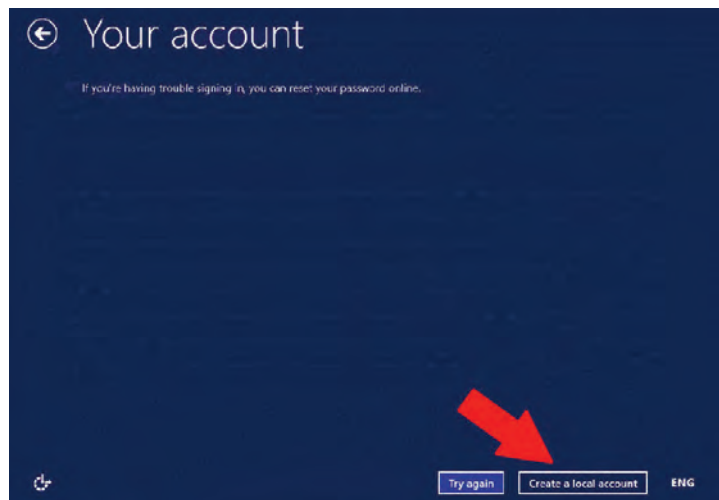 Your account
If you're having trouble signing in, you can reset your password online.
Try again
Create a local account
ENG